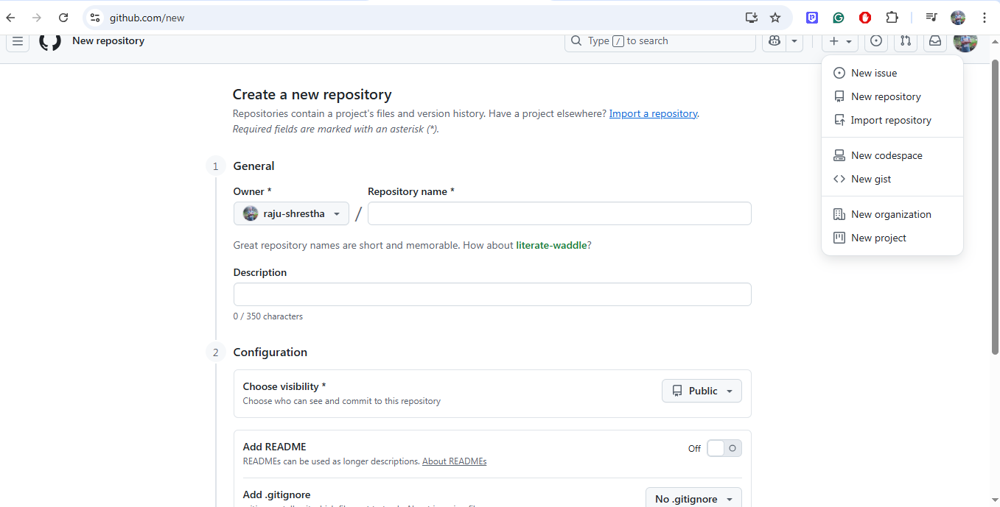 github.com/new
New repository
Type / to search
New issue
New repository
Import repository
New codespace
New gist
New organization
New project
Create a new repository
Repositories contain a project's files and version history. Have a project elsewhere? Import a repository.
Required fields are marked with an asterisk (*).
1 General
Owner * Repository name *
raju-shrestha /
Great repository names are short and memorable. How about literate-waddle?
Description
0 / 350 characters
2 Configuration
Choose visibility *
Choose who can see and commit to this repository
Public
Add README
READMEs can be used as longer descriptions. About READMEs
Off
Add .gitignore
No .gitignore